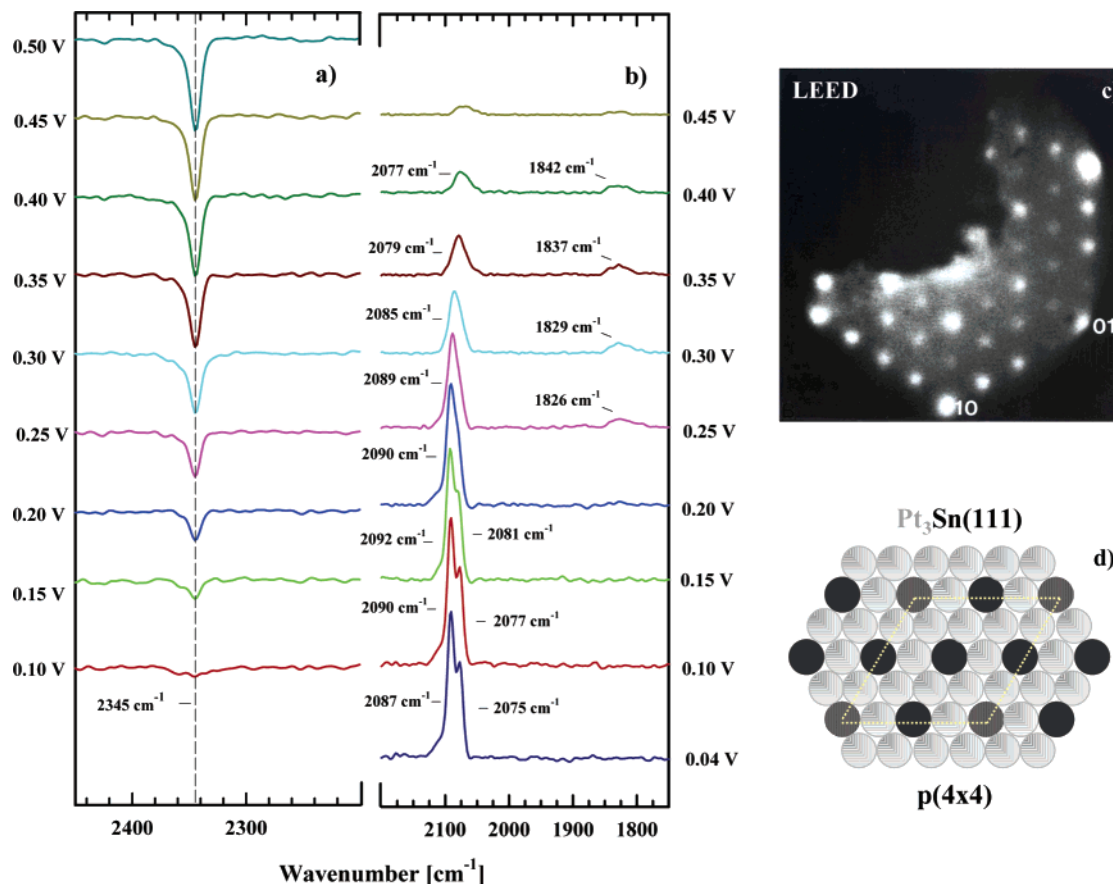 a)
0.50 V
0.45 V
0.40 V
0.35 V
0.30 V
0.25 V
0.20 V
0.15 V
0.10 V
2345 cm⁻¹
2400
2300
b)
0.45 V
2077 cm⁻¹
1842 cm⁻¹
0.40 V
2079 cm⁻¹
1837 cm⁻¹
0.35 V
2085 cm⁻¹
1829 cm⁻¹
0.30 V
2089 cm⁻¹
1826 cm⁻¹
0.25 V
2090 cm⁻¹
0.20 V
2092 cm⁻¹
2081 cm⁻¹
0.15 V
2090 cm⁻¹
2077 cm⁻¹
0.10 V
2087 cm⁻¹
2075 cm⁻¹
0.04 V
2100
2000
1900
1800
Wavenumber [cm⁻¹]
LEED
c
01
10
Pt₃Sn(111)
d)
p(4x4)